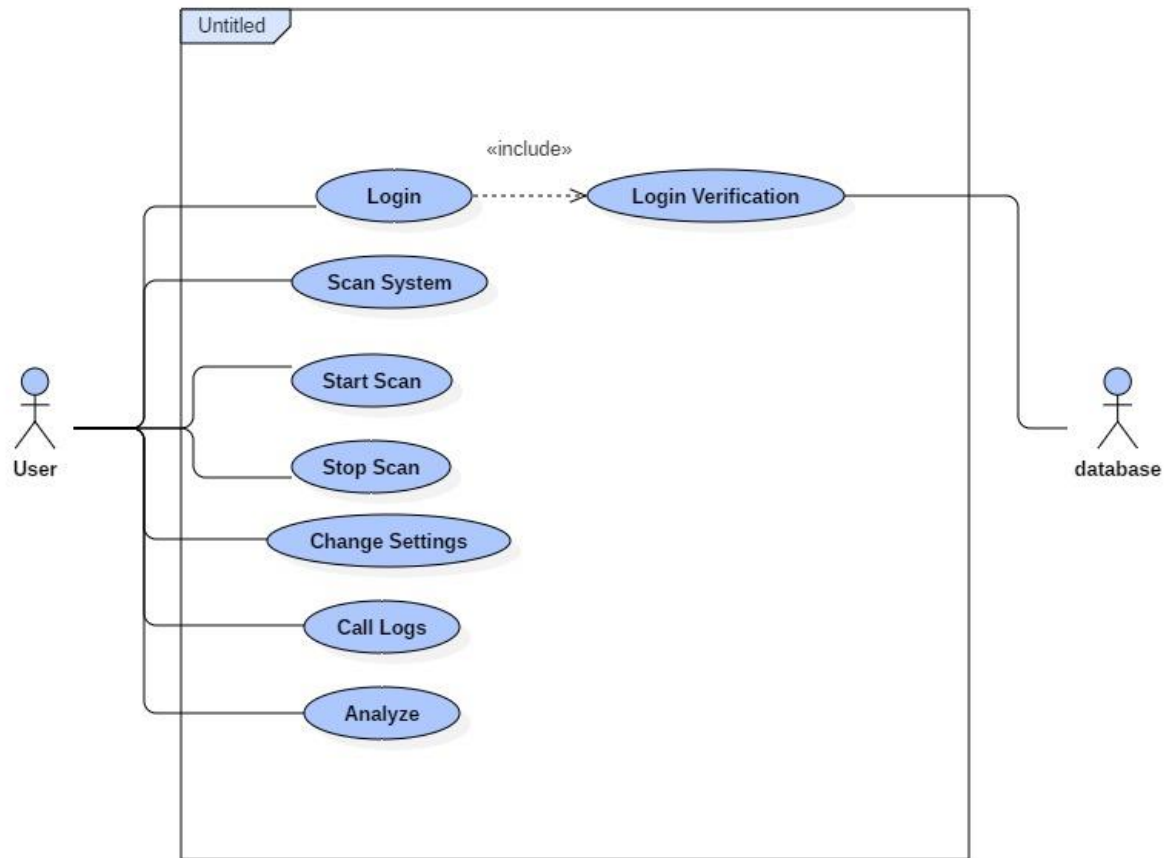 Untitled
«include»
Login
Login Verification
Scan System
Start Scan
User
database
Stop Scan
Change Settings
Call Logs
Analyze